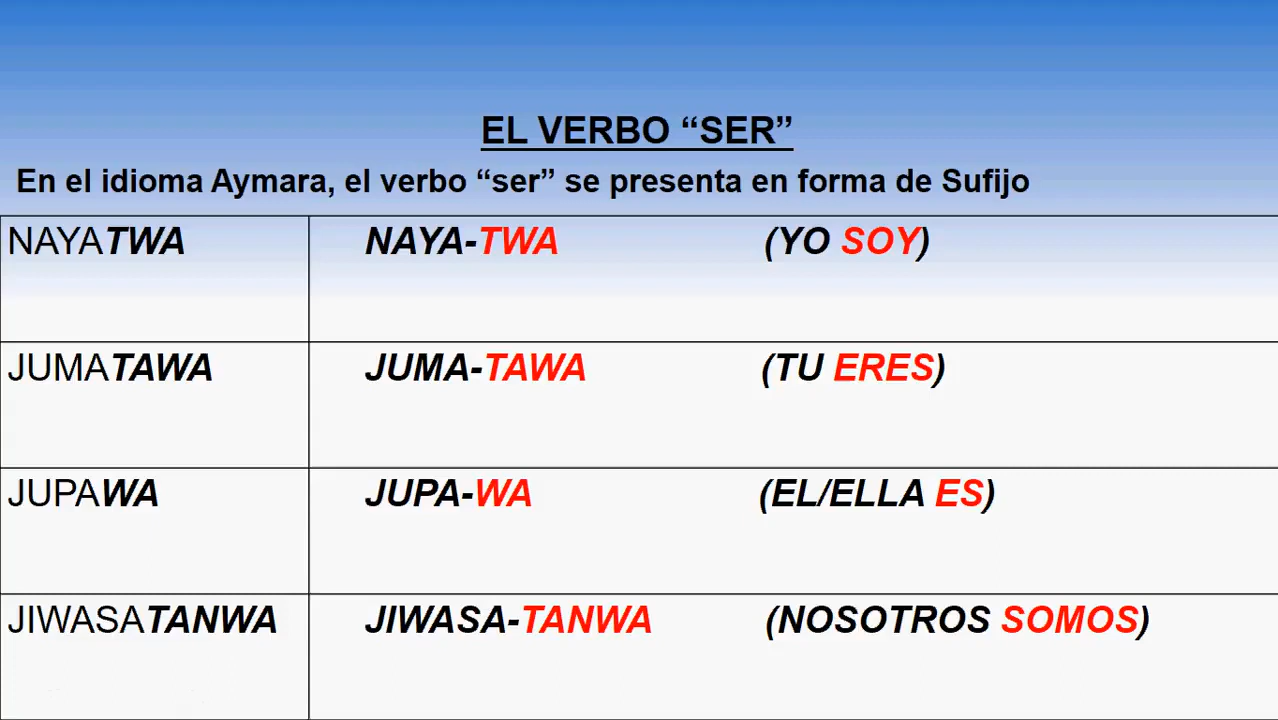 EL VERBO “SER”
En el idioma Aymara, el verbo “ser” se presenta en forma de Sufijo
NAYATWA NAYA-TWA (YO SOY)
JUMATAWA JUMA-TAWA (TU ERES)
JUPAWA JUPA-WA (EL/ELLA ES)
JIWASATANWA JIWASA-TANWA (NOSOTROS SOMOS)